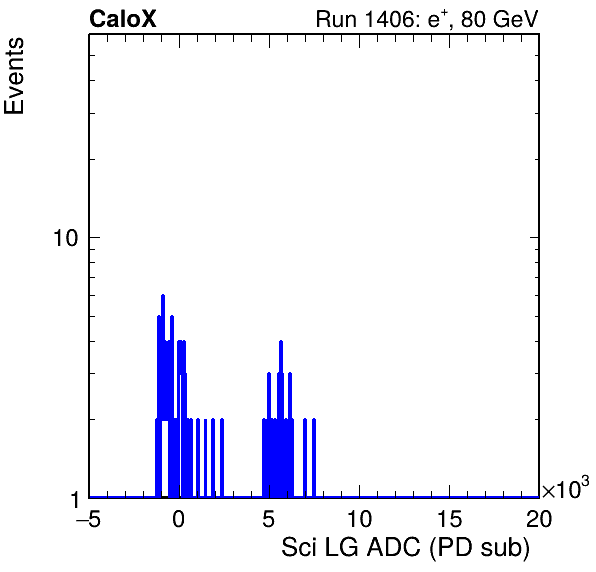 CaloX Run 1406: e⁺, 80 GeV
Events
10
1
−5 0 5 10 15 20
×10³
Sci LG ADC (PD sub)